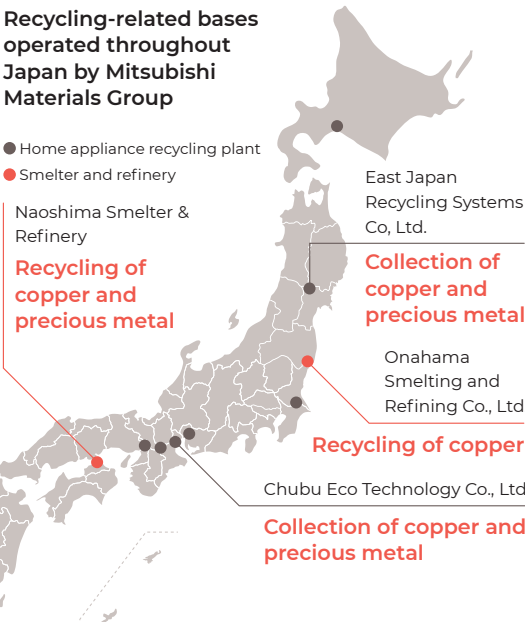 Recycling-related bases
operated throughout
Japan by Mitsubishi
Materials Group
Home appliance recycling plant
Smelter and refinery
Naoshima Smelter &
Refinery
Recycling of
copper and
precious metal
East Japan
Recycling Systems
Co, Ltd.
Collection of
copper and
precious metal
Onahama
Smelting and
Refining Co., Ltd
Recycling of copper
Chubu Eco Technology Co., Ltd
Collection of copper and
precious metal